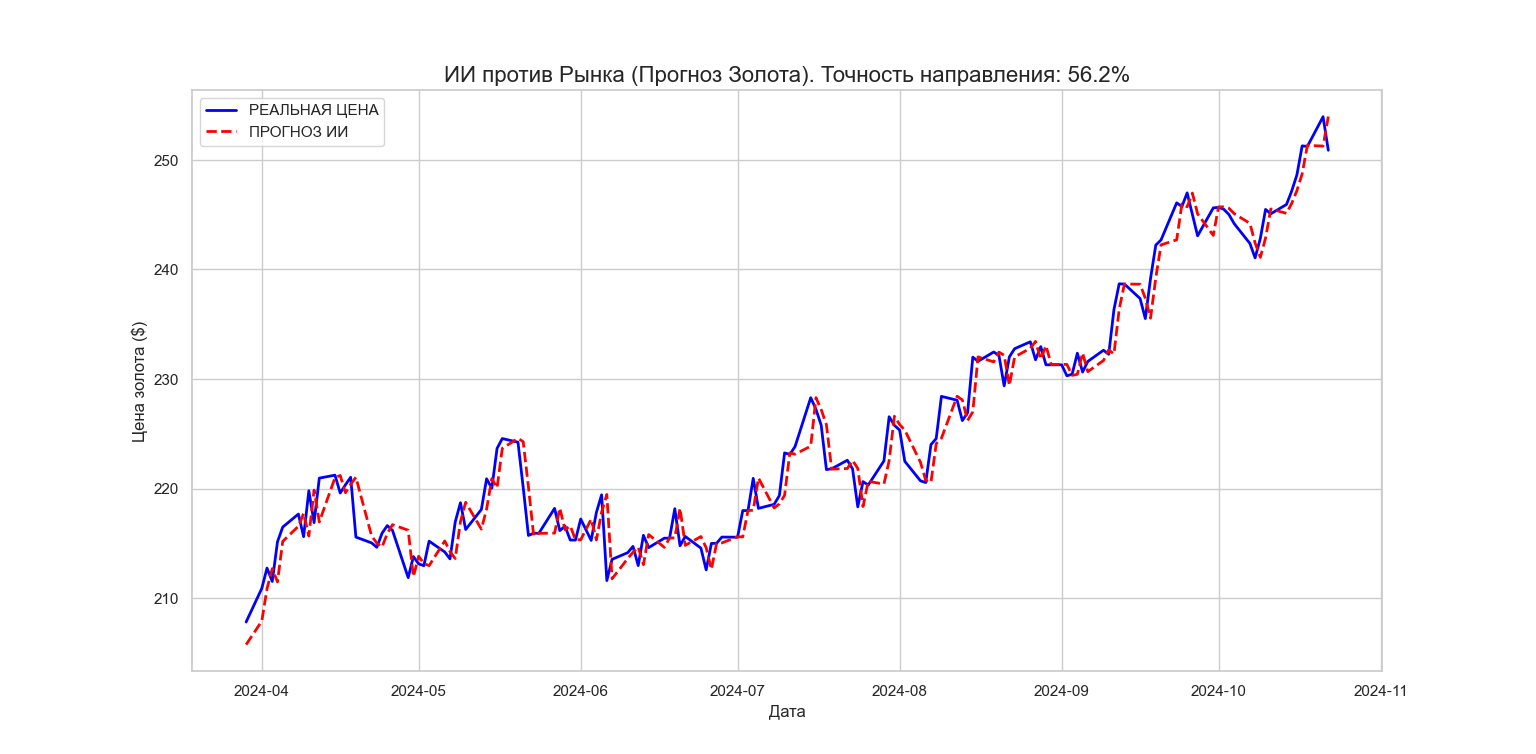 ИИ против Рынка (Прогноз Золота). Точность направления: 56.2%
РЕАЛЬНАЯ ЦЕНА
ПРОГНОЗ ИИ
Цена золота ($)
250
240
230
220
210
2024-04 2024-05 2024-06 2024-07 2024-08 2024-09 2024-10 2024-11
Дата